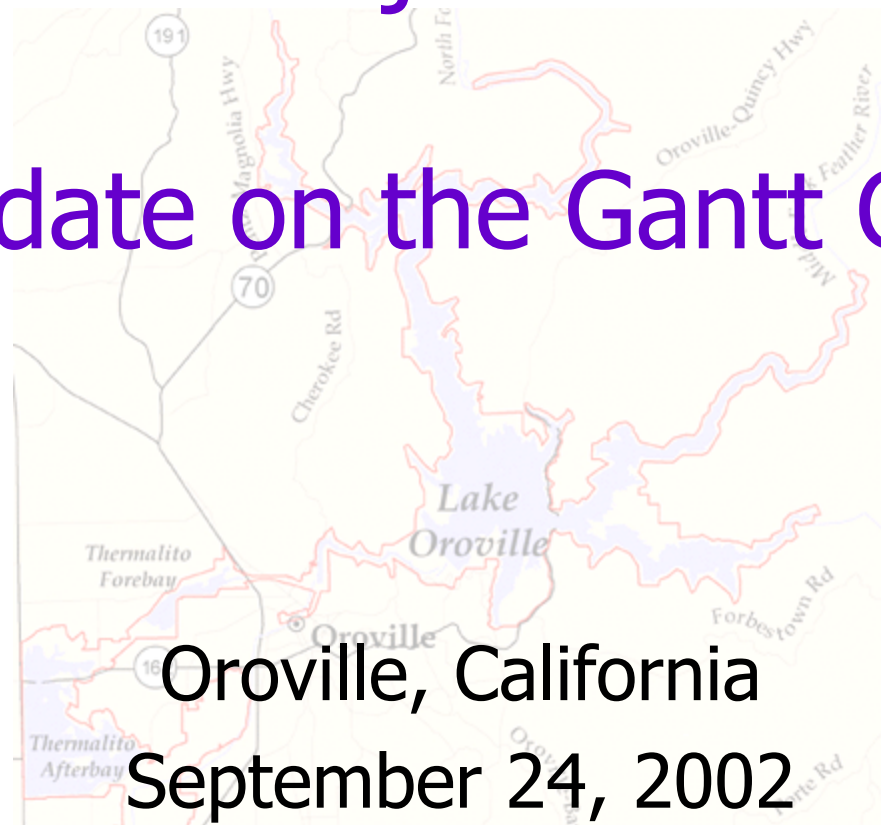 191
North Fo
Magnolia Hwy
Oroville-Quincy Hwy
Feather River
date on the Gantt C
70
Cherokee Rd
Lake
Oroville
Thermalito
Forebay
Forbestown Rd
Oroville
Oroville, California
Thermalito
Afterbay
September 24, 2002